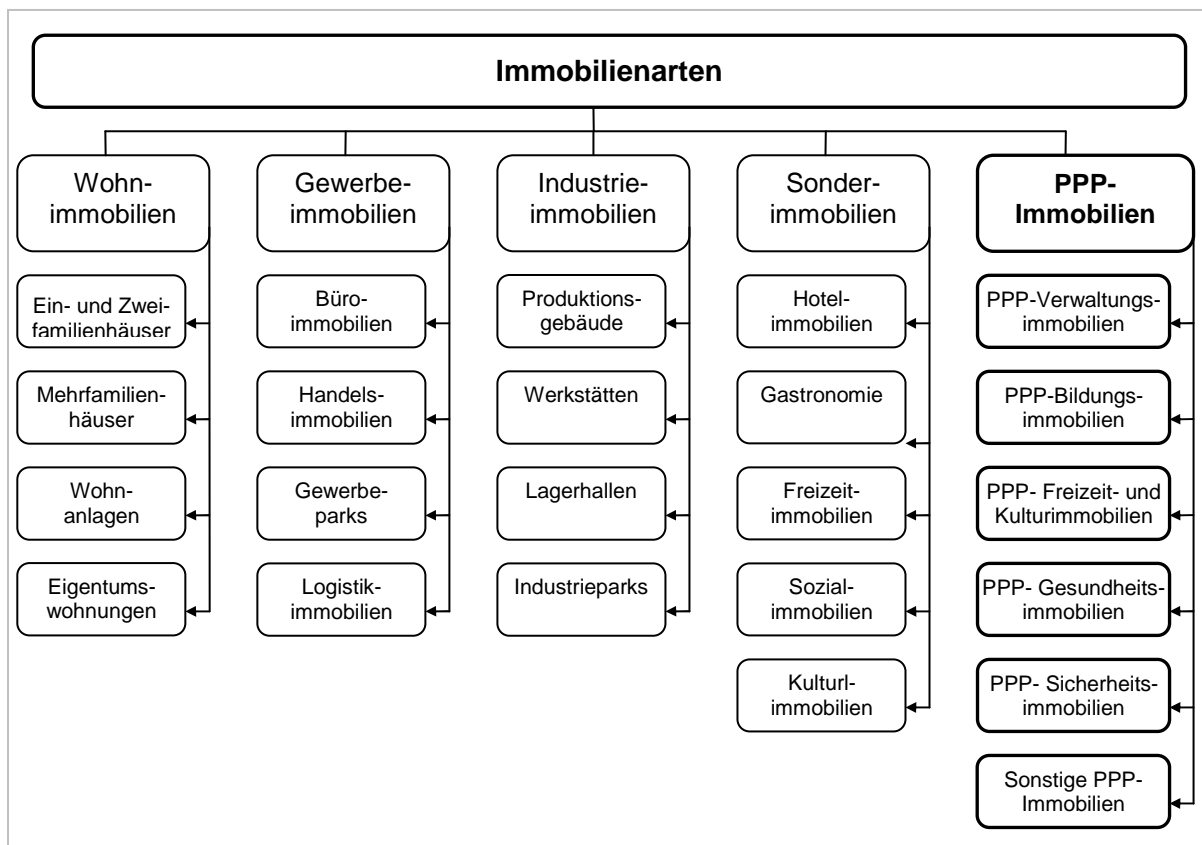 Immobilienarten
Wohn-
immobilien
Ein- und Zwei-
familienhäuser
Mehrfamilien-
häuser
Wohn-
anlagen
Eigentums-
wohnungen
Gewerbe-
immobilien
Büro-
immobilien
Handels-
immobilien
Gewerbe-
parks
Logistik-
immobilien
Industrie-
immobilien
Produktions-
gebäude
Werkstätten
Lagerhallen
Industrieparks
Sonder-
immobilien
Hotel-
immobilien
Gastronomie
Freizeit-
immobilien
Sozial-
immobilien
Kulturl-
immobilien
PPP-
Immobilien
PPP-Verwaltungs-
immobilien
PPP-Bildungs-
immobilien
PPP- Freizeit- und
Kulturimmobilien
PPP- Gesundheits-
immobilien
PPP- Sicherheits-
immobilien
Sonstige PPP-
Immobilien